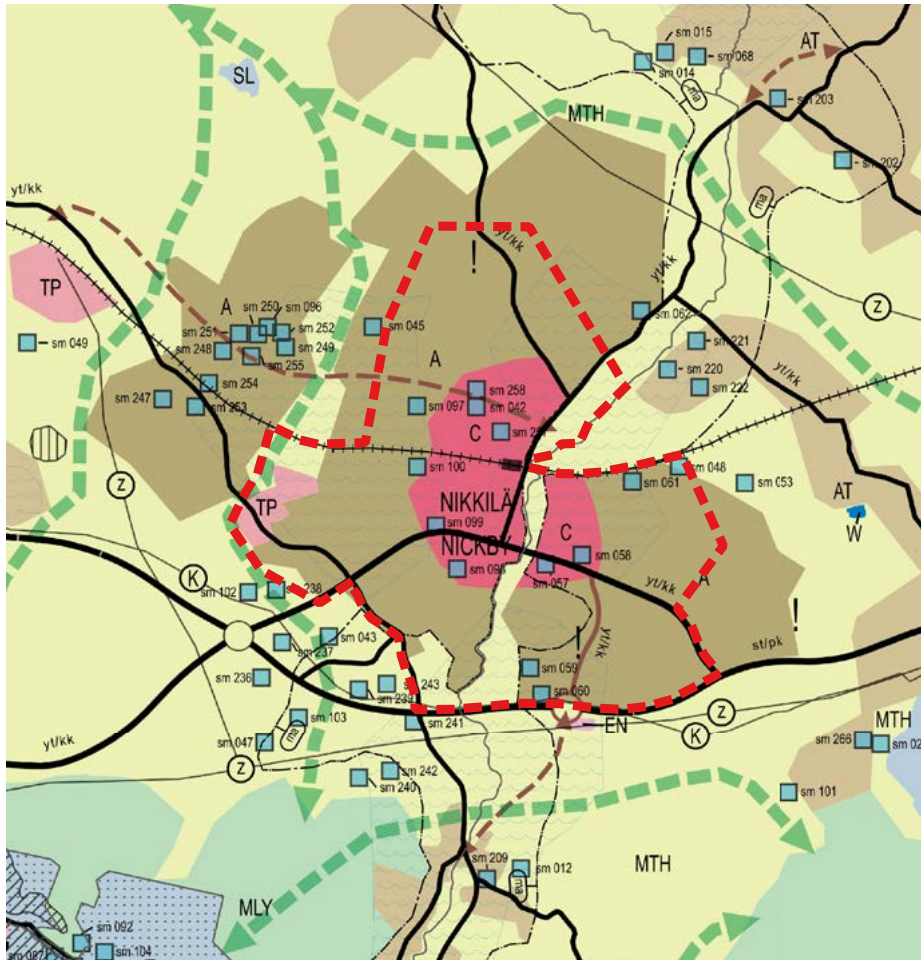 sm 015
AT
sm 068
sm 014
SL
ma
sm 203
MTH
sm 202
yt/kk
ma
yt/kk
yt/kk
TP
!
Z
sm 250
sm 096
A
sm 062
sm 251
sm 252
sm 045
sm 221
sm 049
sm 248
sm 249
sm 255
A
sm 220
yt/kk
sm 254
sm 258
sm 222
sm 247
sm 253
sm 097
sm 042
C
sm 100
sm 048
Z
sm 061
sm 053
AT
TP
NIKKILÄ
sm 099
W
NICKBY
C
sm 058
K
sm 057
yt/kk
A
sm 102
sm 238
yt/kk
!
sm 043
!
st/pk
sm 237
sm 059
sm 236
sm 243
sm 060
sm 239
sm 103
sm 241
EN
Z
MTH
yt/kk
sm 047
ma
K
sm 266
Z
sm 242
sm 240
sm 101
sm 209
sm 012
MTH
ma
MLY
sm 092
sm 104